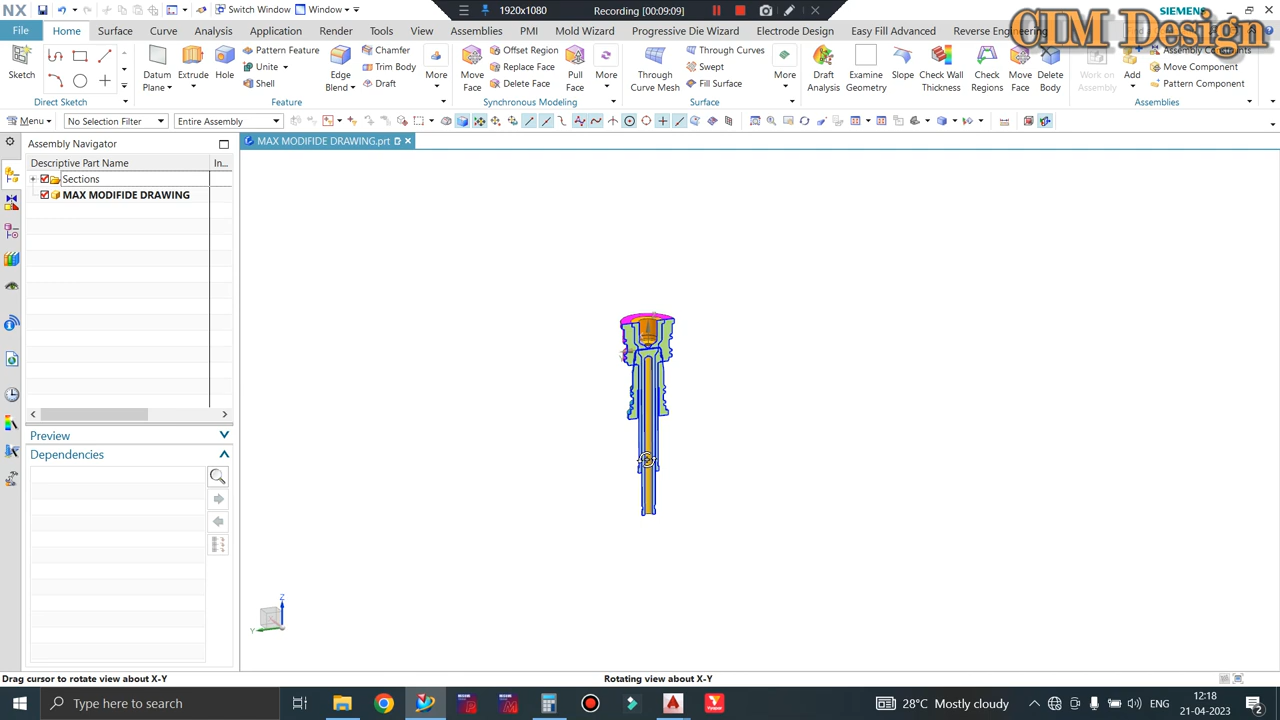 NX
Switch Window
Window
1920x1080
Recording [00:09:09]
SIEMENS
CIM Design
File
Home
Surface
Curve
Analysis
Application
Render
Tools
View
Assemblies
PMI
Mold Wizard
Progressive Die Wizard
Electrode Design
Easy Fill Advanced
Reverse Engineering
Sketch
Direct Sketch
Datum Plane
Extrude
Hole
Pattern Feature
Unite
Shell
Edge Blend
Chamfer
Trim Body
Draft
More
Feature
Move Face
Offset Region
Replace Face
Delete Face
Pull Face
More
Synchronous Modeling
Through Curve Mesh
Through Curves
Swept
Fill Surface
More
Surface
Draft Analysis
Examine Geometry
Slope
Check Wall Thickness
Check Regions
Move Face
Delete Body
Work on Assembly
Add
Assembly Constraints
Move Component
Pattern Component
Assemblies
Menu
No Selection Filter
Entire Assembly
Assembly Navigator
MAX MODIFIDE DRAWING.prt
Descriptive Part Name
In...
Sections
MAX MODIFIDE DRAWING
Preview
Dependencies
Z
Y
Drag cursor to rotate view about X-Y
Rotating view about X-Y
Type here to search
28°C Mostly cloudy
ENG
12:18
21-04-2023
2